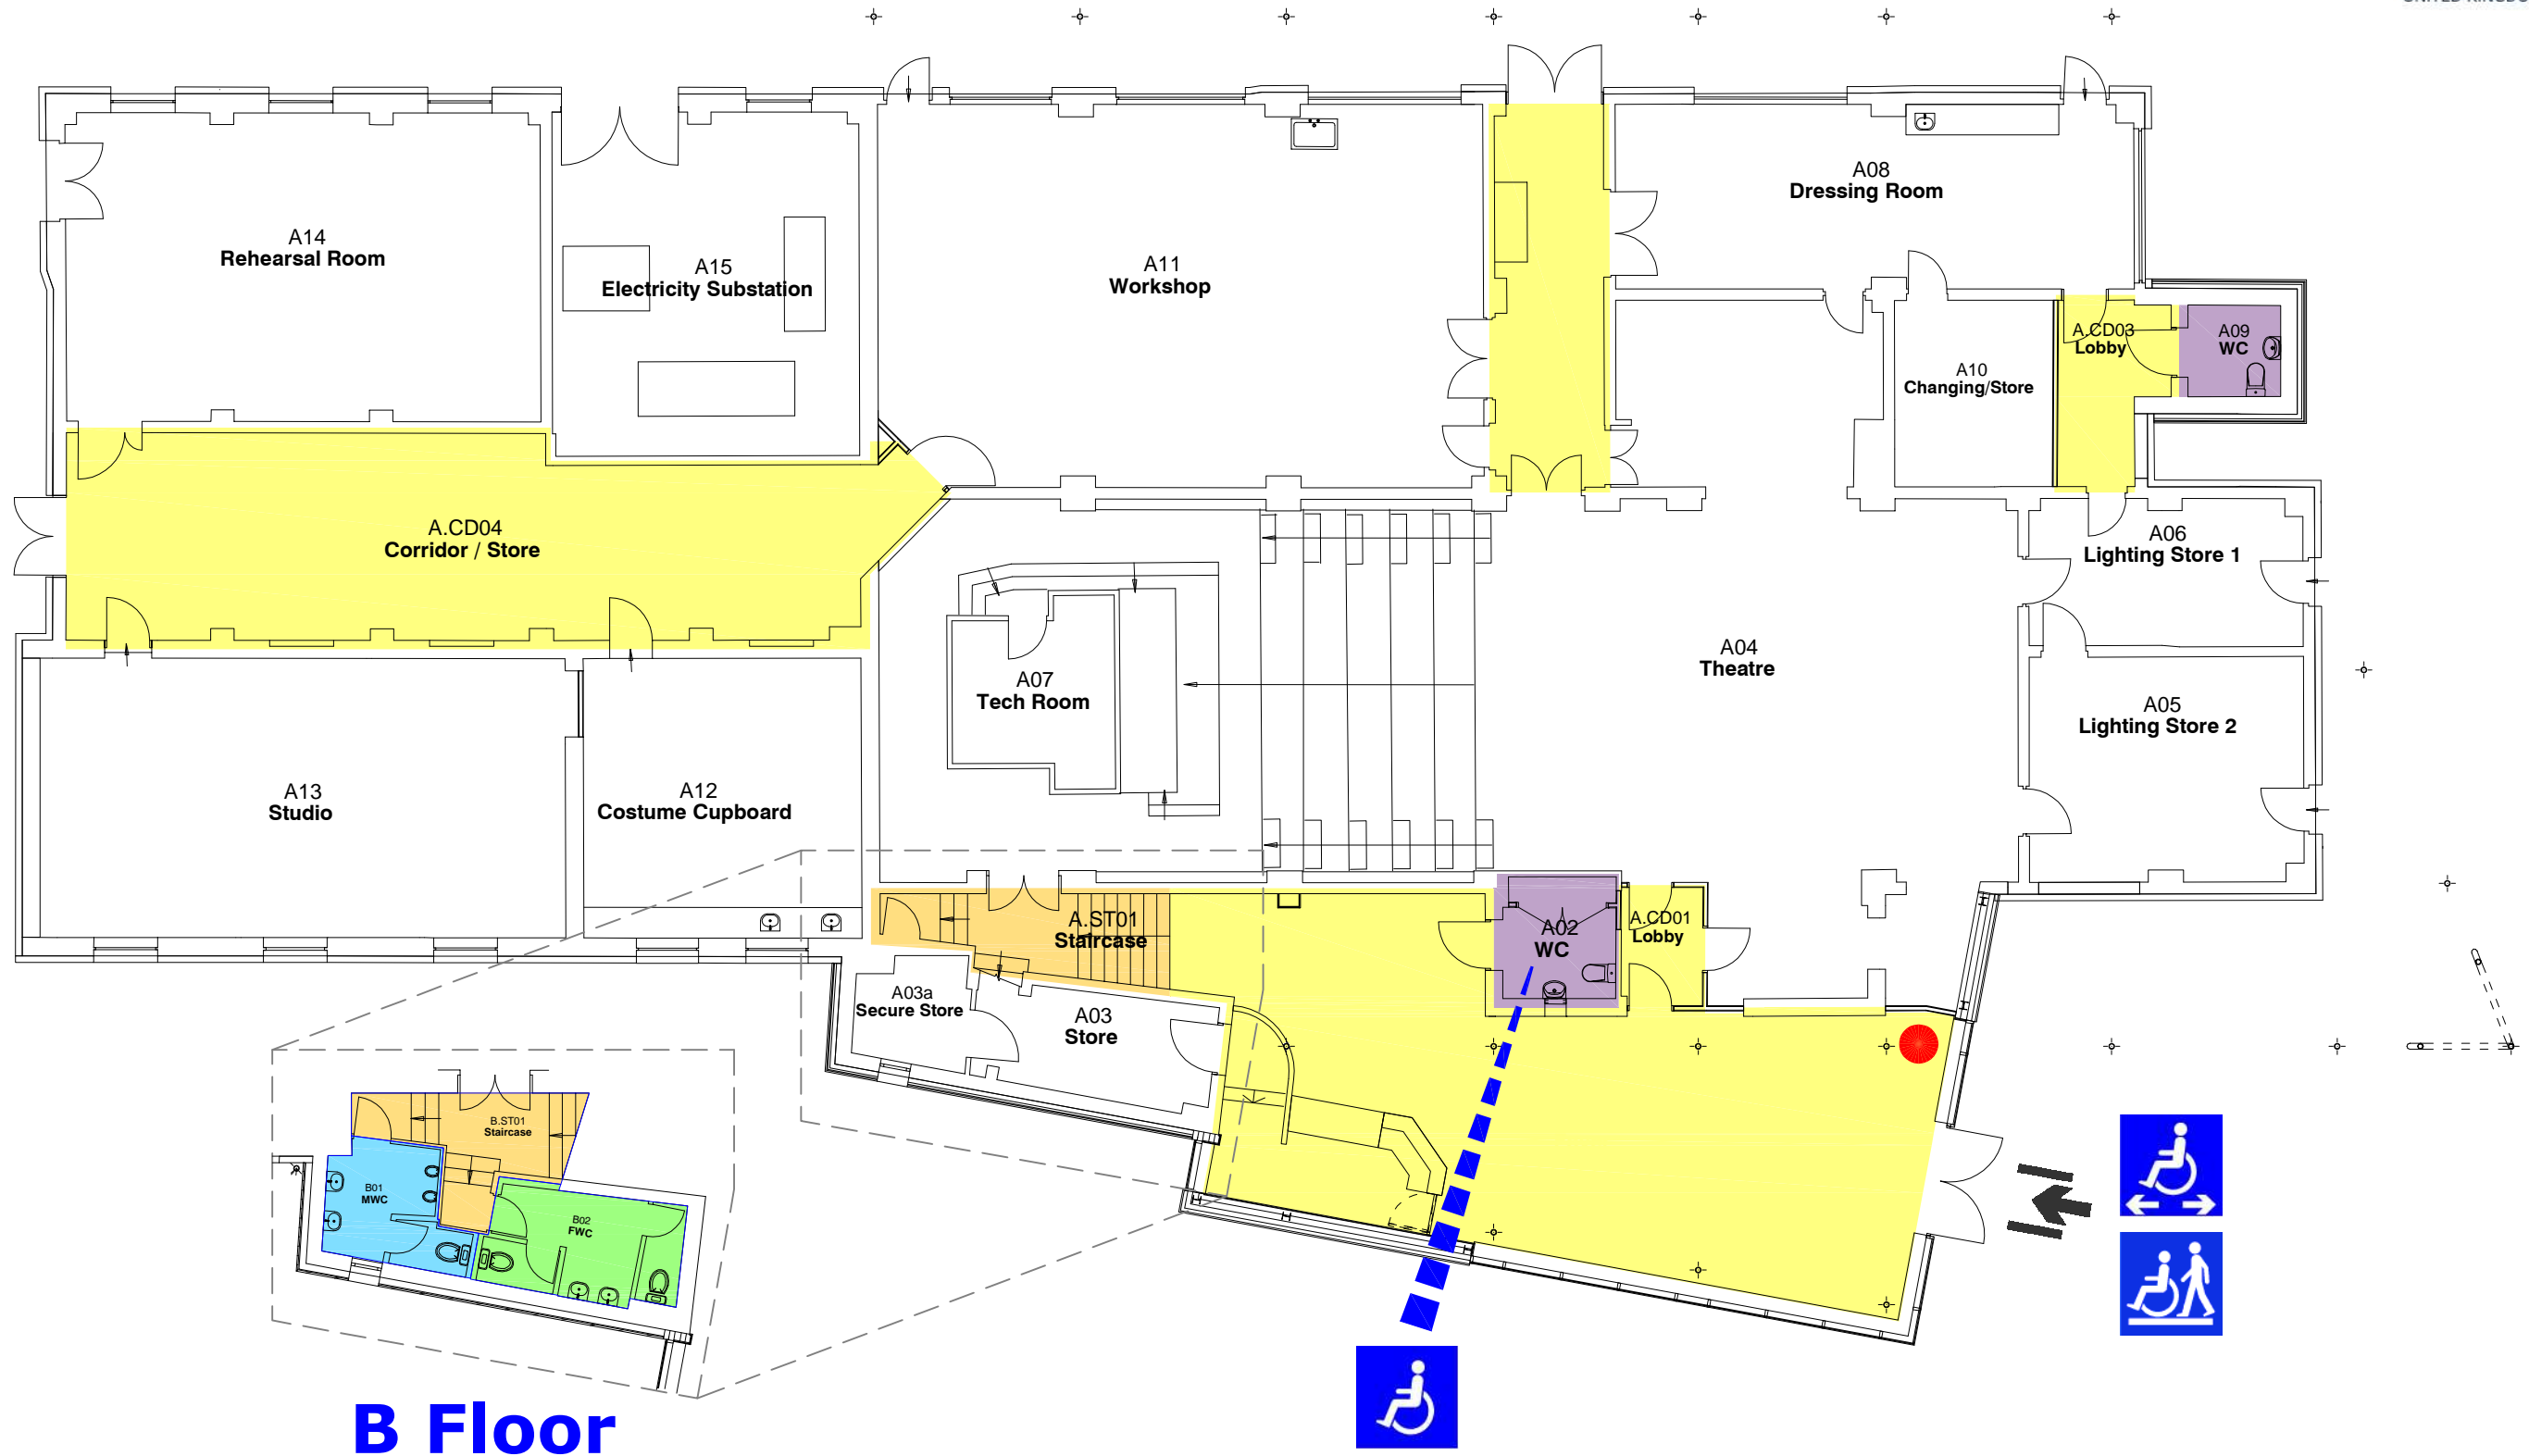 A08
Dressing Room
A14
Rehearsal Room
A15
Electricity Substation
A11
Workshop
A.CD03
Lobby
A09
WC
A10
Changing/Store
A.CD04
Corridor / Store
A06
Lighting Store 1
A04
Theatre
A07
Tech Room
A05
Lighting Store 2
A13
Studio
A12
Costume Cupboard
A.ST01
Staircase
A02
WC
A.CD01
Lobby
A03a
Secure Store
A03
Store
B.ST01
Staircase
B01
MWC
B02
FWC
B Floor